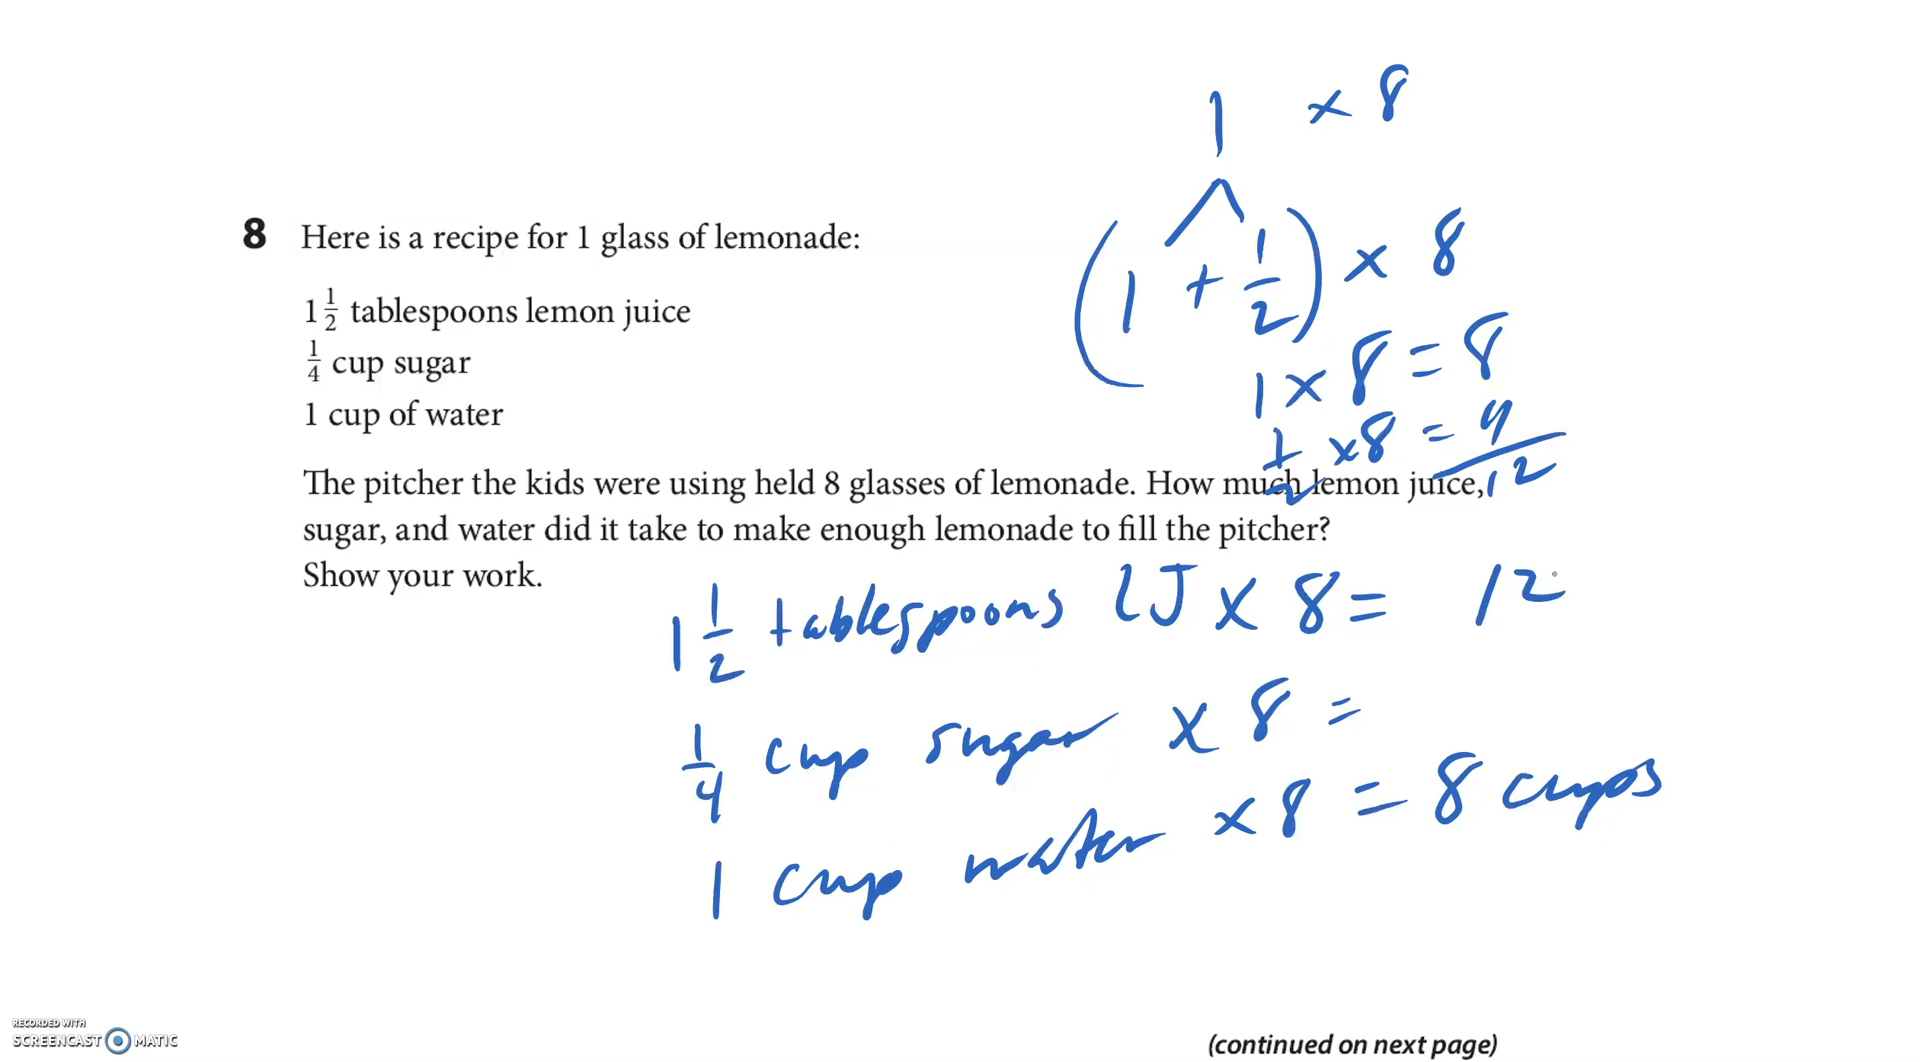 1 × 8
(1 + 1/2) × 8
1 × 8 = 8
1/2 × 8 = 4
12
8 Here is a recipe for 1 glass of lemonade:
1 1/2 tablespoons lemon juice
1/4 cup sugar
1 cup of water
The pitcher the kids were using held 8 glasses of lemonade. How much lemon juice,
sugar, and water did it take to make enough lemonade to fill the pitcher?
Show your work.
1 1/2 tablespoons LJ × 8 = 12
1/4 cup sugar × 8 =
1 cup water × 8 = 8 cups
RECORDED WITH
SCREENCAST MATIC
(continued on next page)